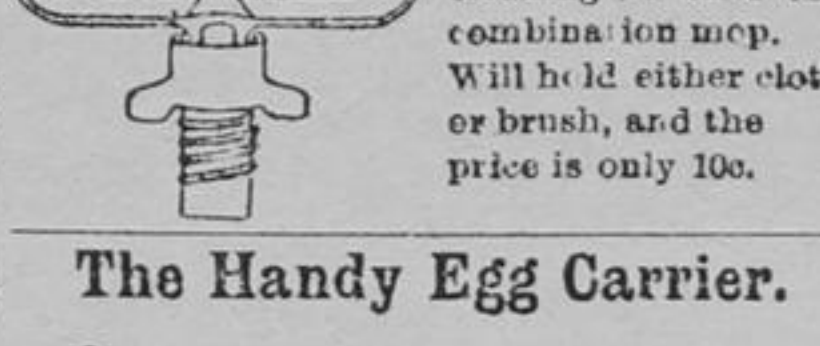 combination mop.
Will hold either
or brush, and the
price is only 10c.
The Handy Egg Carrier.